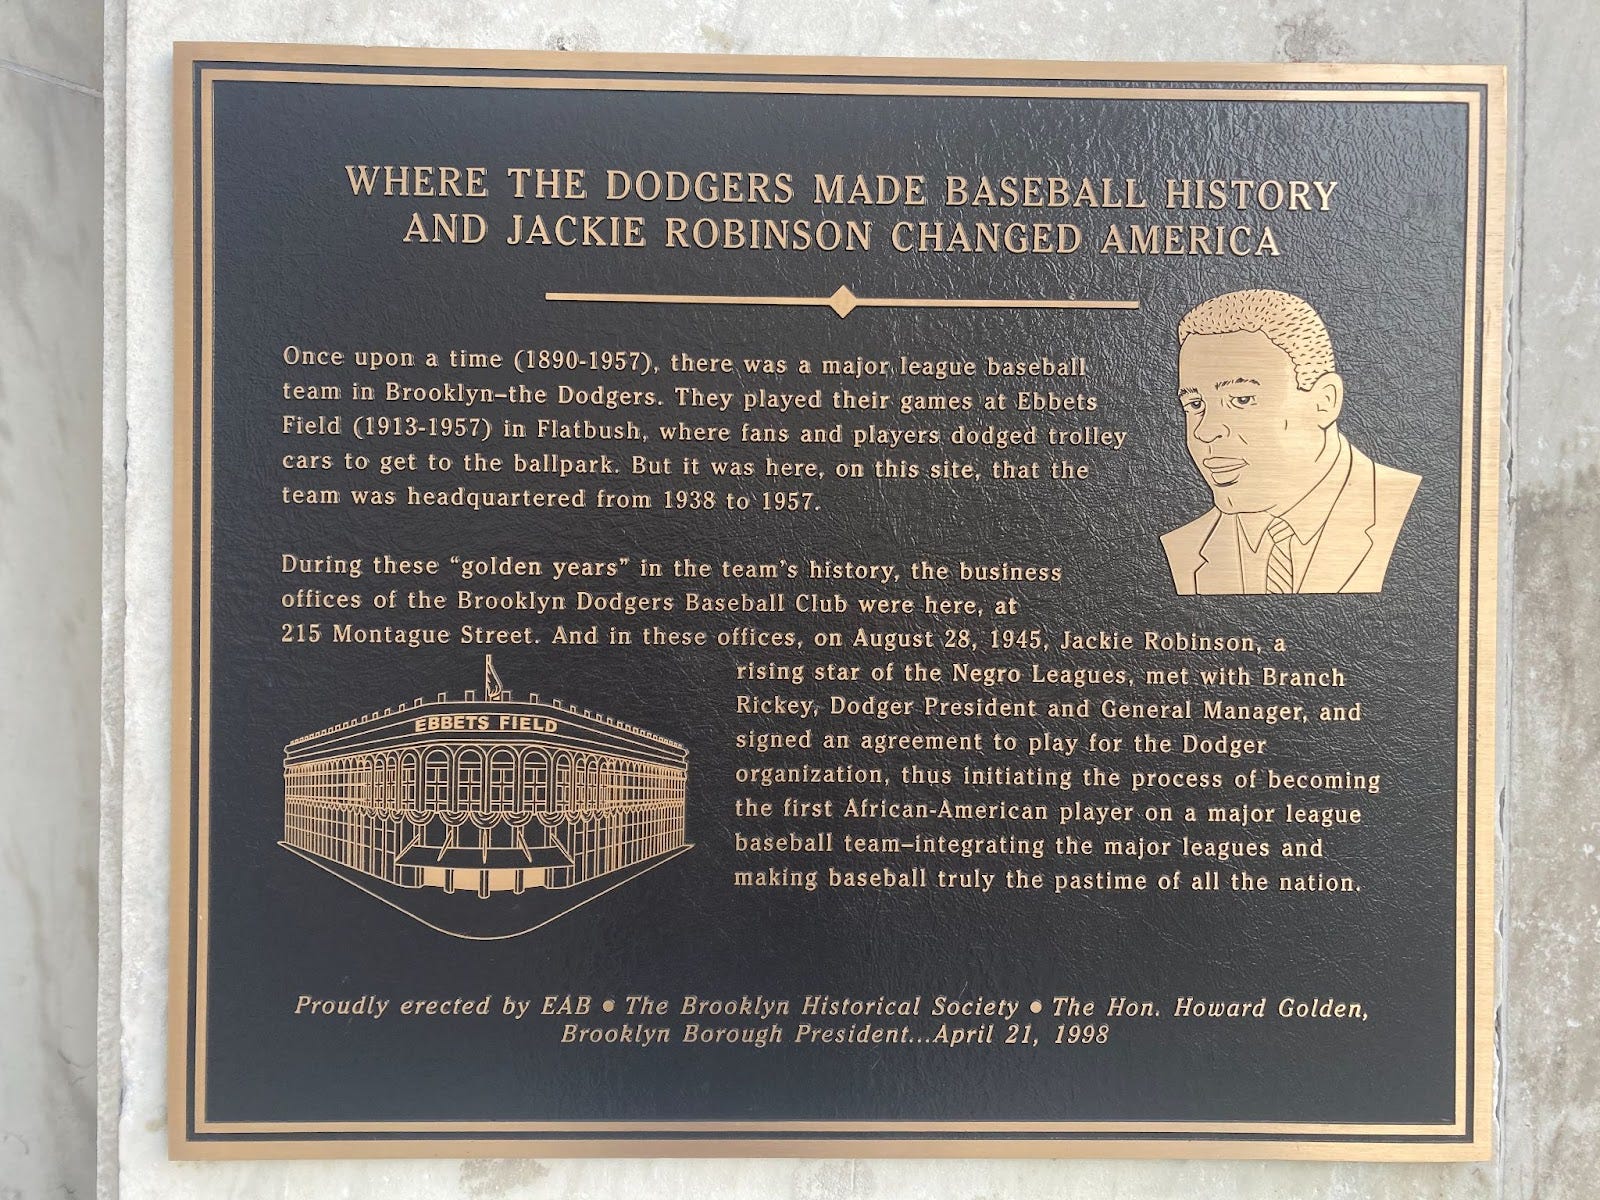 WHERE THE DODGERS MADE BASEBALL HISTORY
AND JACKIE ROBINSON CHANGED AMERICA
Once upon a time (1890-1957), there was a major league baseball
team in Brooklyn–the Dodgers. They played their games at Ebbets
Field (1913-1957) in Flatbush, where fans and players dodged trolley
cars to get to the ballpark. But it was here, on this site, that the
team was headquartered from 1938 to 1957.
During these “golden years” in the team's history, the business
offices of the Brooklyn Dodgers Baseball Club were here, at
215 Montague Street. And in these offices, on August 28, 1945, Jackie Robinson, a
rising star of the Negro Leagues, met with Branch
Rickey, Dodger President and General Manager, and
signed an agreement to play for the Dodger
organization, thus initiating the process of becoming
the first African-American player on a major league
baseball team–integrating the major leagues and
making baseball truly the pastime of all the nation.
EBBETS FIELD
Proudly erected by EAB • The Brooklyn Historical Society • The Hon. Howard Golden,
Brooklyn Borough President...April 21, 1998